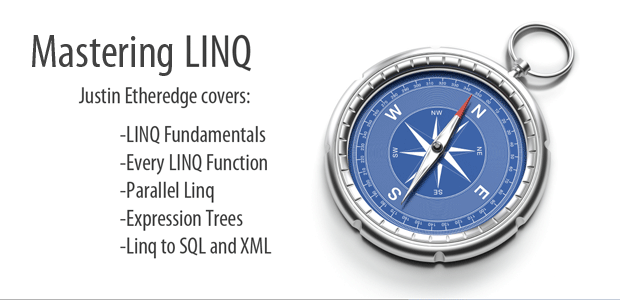 Mastering LINQ
Justin Etheredge covers:
-LINQ Fundamentals
-Every LINQ Function
-Parallel Linq
-Expression Trees
-Linq to SQL and XML
N
NE
E
SE
S
SW
W
NW